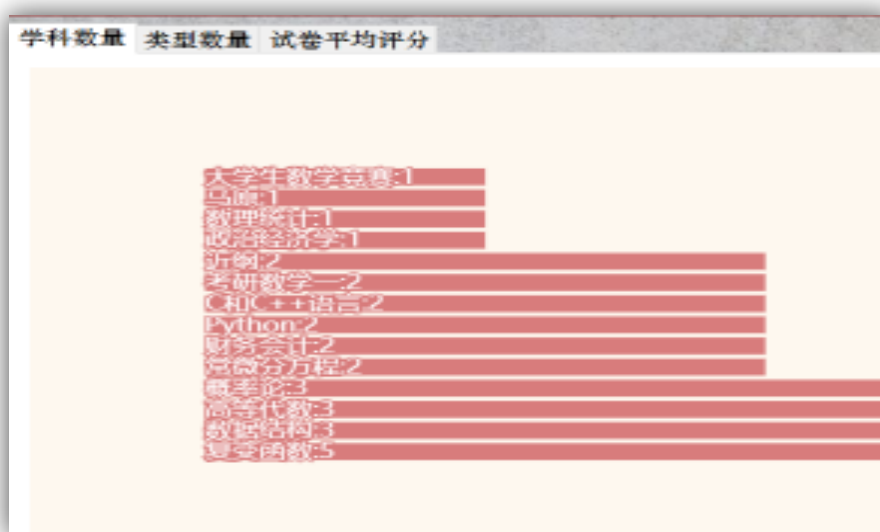 学科数量 类型数量 试卷平均评分
大学生数学竞赛:1
马原:1
数理统计:1
政治经济学:1
近纲:2
考研数学一:2
C和C++语言:2
Python:2
财务会计:2
常微分方程:2
概率论:3
高等代数:3
数据结构:3
复变函数:5